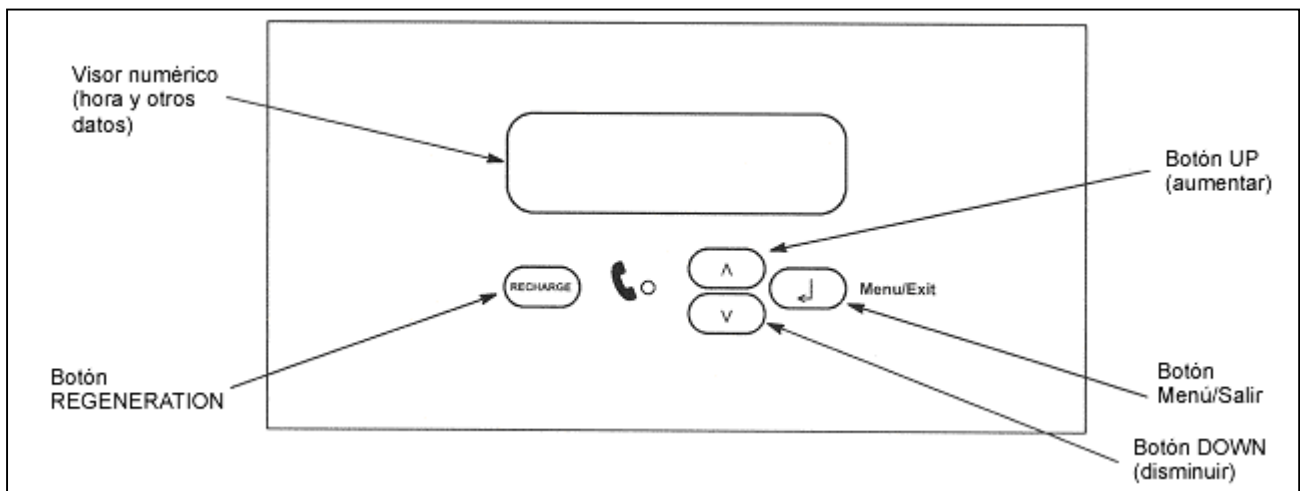 Visor numérico
(hora y otros
datos)
Botón UP
(aumentar)
RECHARGE
Menu/Exit
Botón
REGENERATION
Botón
Menú/Salir
Botón DOWN
(disminuir)